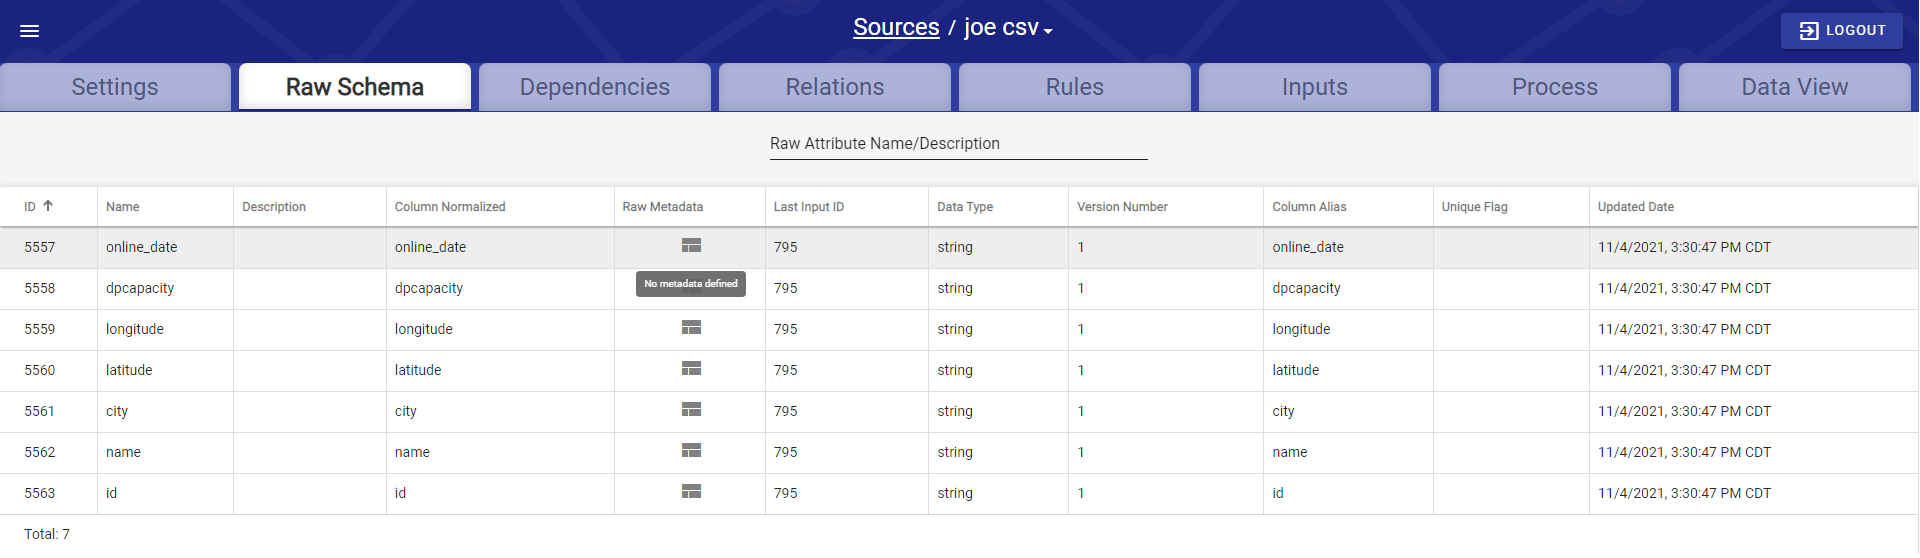 Sources / joe csv
LOGOUT
Settings Raw Schema Dependencies Relations Rules Inputs Process Data View
Raw Attribute Name/Description
ID Name Description Column Normalized Raw Metadata Last Input ID Data Type Version Number Column Alias Unique Flag Updated Date
5557 online_date online_date 795 string 1 online_date 11/4/2021, 3:30:47 PM CDT
No metadata defined
5558 dpcapacity dpcapacity 795 string 1 dpcapacity 11/4/2021, 3:30:47 PM CDT
5559 longitude longitude 795 string 1 longitude 11/4/2021, 3:30:47 PM CDT
5560 latitude latitude 795 string 1 latitude 11/4/2021, 3:30:47 PM CDT
5561 city city 795 string 1 city 11/4/2021, 3:30:47 PM CDT
5562 name name 795 string 1 name 11/4/2021, 3:30:47 PM CDT
5563 id id 795 string 1 id 11/4/2021, 3:30:47 PM CDT
Total: 7